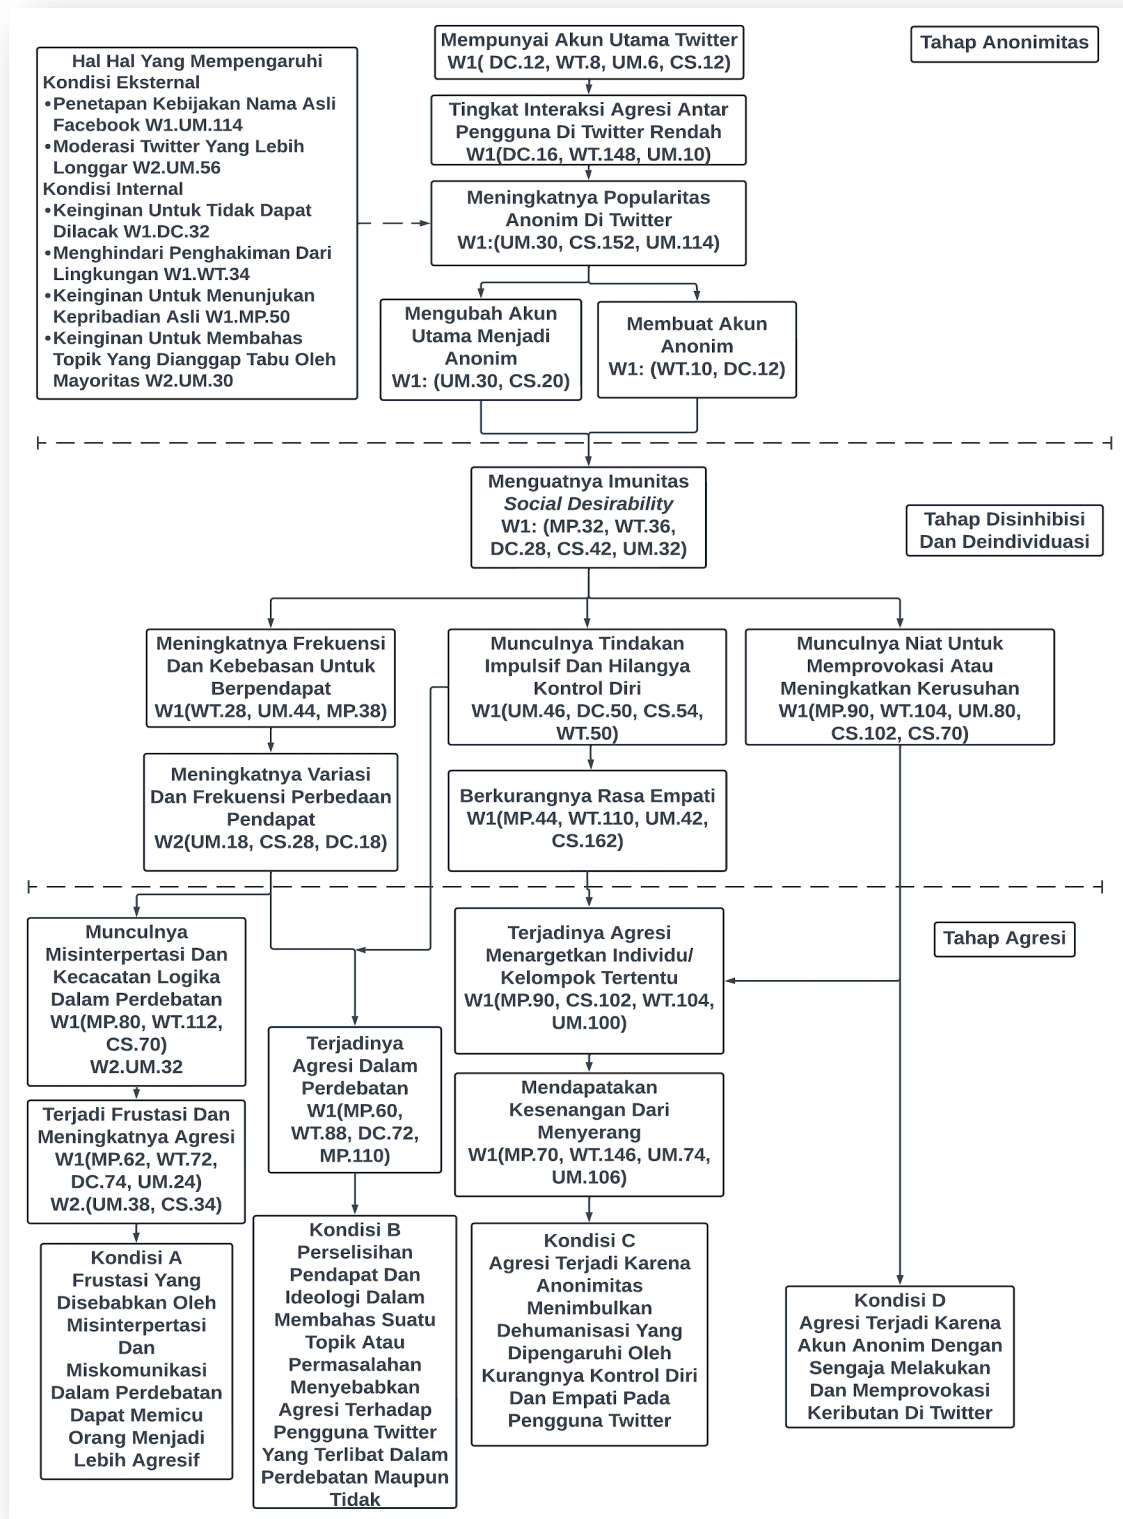 Mempunyai Akun Utama Twitter
W1( DC.12, WT.8, UM.6, CS.12)
Tahap Anonimitas
Hal Hal Yang Mempengaruhi
Kondisi Eksternal
•Penetapan Kebijakan Nama Asli
Facebook W1.UM.114
•Moderasi Twitter Yang Lebih
Longgar W2.UM.56
Kondisi Internal
•Keinginan Untuk Tidak Dapat
Dilacak W1.DC.32
•Menghindari Penghakiman Dari
Lingkungan W1.WT.34
•Keinginan Untuk Menunjukan
Kepribadian Asli W1.MP.50
•Keinginan Untuk Membahas
Topik Yang Dianggap Tabu Oleh
Mayoritas W2.UM.30
Tingkat Interaksi Agresi Antar
Pengguna Di Twitter Rendah
W1(DC.16, WT.148, UM.10)
Meningkatnya Popularitas
Anonim Di Twitter
W1:(UM.30, CS.152, UM.114)
Mengubah Akun
Utama Menjadi
Anonim
W1: (UM.30, CS.20)
Membuat Akun
Anonim
W1: (WT.10, DC.12)
Menguatnya Imunitas
Social Desirability
W1: (MP.32, WT.36,
DC.28, CS.42, UM.32)
Tahap Disinhibisi
Dan Deindividuasi
Meningkatnya Frekuensi
Dan Kebebasan Untuk
Berpendapat
W1(WT.28, UM.44, MP.38)
Munculnya Tindakan
Impulsif Dan Hilangya
Kontrol Diri
W1(UM.46, DC.50, CS.54,
WT.50)
Munculnya Niat Untuk
Memprovokasi Atau
Meningkatkan Kerusuhan
W1(MP.90, WT.104, UM.80,
CS.102, CS.70)
Meningkatnya Variasi
Dan Frekuensi Perbedaan
Pendapat
W2(UM.18, CS.28, DC.18)
Berkurangnya Rasa Empati
W1(MP.44, WT.110, UM.42,
CS.162)
Tahap Agresi
Munculnya
Misinterpertasi Dan
Kecacatan Logika
Dalam Perdebatan
W1(MP.80, WT.112,
CS.70)
W2.UM.32
Terjadinya Agresi
Menargetkan Individu/
Kelompok Tertentu
W1(MP.90, CS.102, WT.104,
UM.100)
Terjadinya
Agresi Dalam
Perdebatan
W1(MP.60,
WT.88, DC.72,
MP.110)
Terjadi Frustasi Dan
Meningkatnya Agresi
W1(MP.62, WT.72,
DC.74, UM.24)
W2.(UM.38, CS.34)
Mendapatakan
Kesenangan Dari
Menyerang
W1(MP.70, WT.146, UM.74,
UM.106)
Kondisi A
Frustasi Yang
Disebabkan Oleh
Misinterpertasi
Dan
Miskomunikasi
Dalam Perdebatan
Dapat Memicu
Orang Menjadi
Lebih Agresif
Kondisi B
Perselisihan
Pendapat Dan
Ideologi Dalam
Membahas Suatu
Topik Atau
Permasalahan
Menyebabkan
Agresi Terhadap
Pengguna Twitter
Yang Terlibat Dalam
Perdebatan Maupun
Tidak
Kondisi C
Agresi Terjadi Karena
Anonimitas
Menimbulkan
Dehumanisasi Yang
Dipengaruhi Oleh
Kurangnya Kontrol Diri
Dan Empati Pada
Pengguna Twitter
Kondisi D
Agresi Terjadi Karena
Akun Anonim Dengan
Sengaja Melakukan
Dan Memprovokasi
Keributan Di Twitter